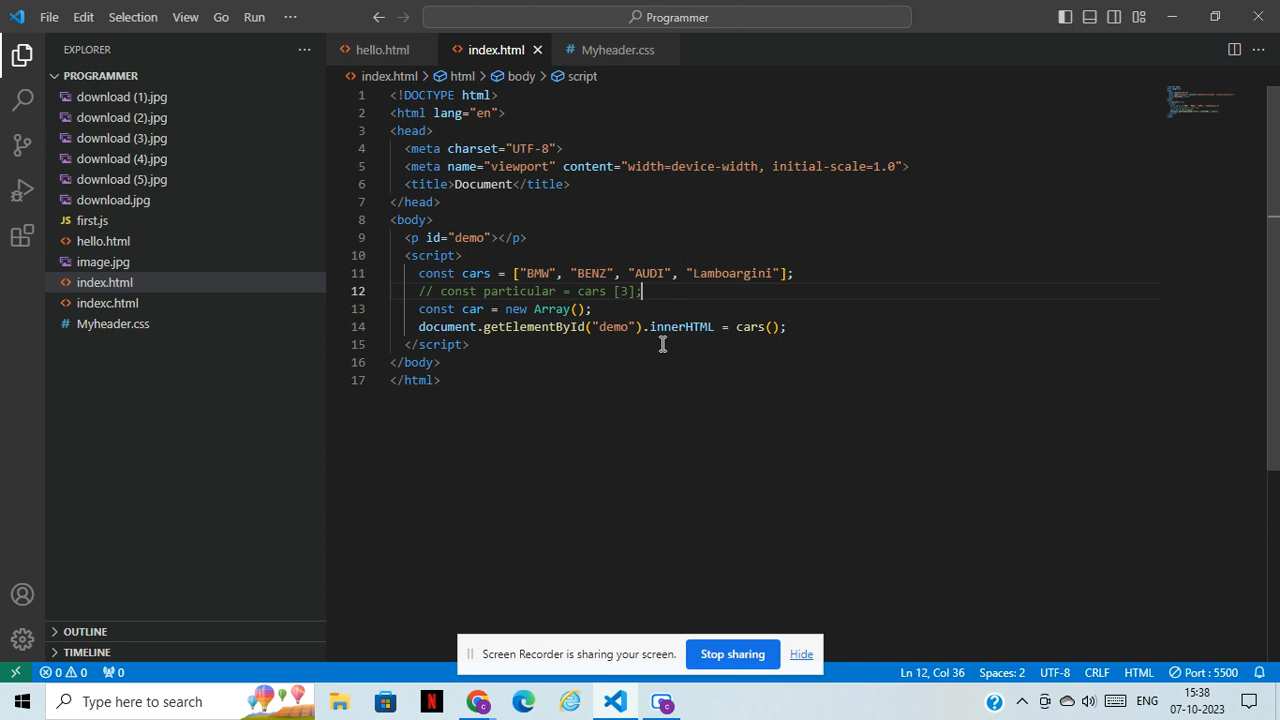 File Edit Selection View Go Run ···
Programmer
EXPLORER
hello.html
index.html
Myheader.css
PROGRAMMER
index.html > html > body > script
download (1).jpg
download (2).jpg
download (3).jpg
download (4).jpg
download (5).jpg
download.jpg
JS first.js
hello.html
image.jpg
index.html
indexc.html
Myheader.css
1 <!DOCTYPE html>
2 <html lang="en">
3 <head>
4 <meta charset="UTF-8">
5 <meta name="viewport" content="width=device-width, initial-scale=1.0">
6 <title>Document</title>
7 </head>
8 <body>
9 <p id="demo"></p>
10 <script>
11 const cars = ["BMW", "BENZ", "AUDI", "Lamboargini"];
12 // const particular = cars [3];
13 const car = new Array();
14 document.getElementById("demo").innerHTML = cars();
15 </script>
16 </body>
17 </html>
OUTLINE
TIMELINE
Screen Recorder is sharing your screen. Stop sharing Hide
0 0 0 Ln 12, Col 36 Spaces: 2 UTF-8 CRLF HTML Port : 5500
Type here to search
ENG
15:38
07-10-2023